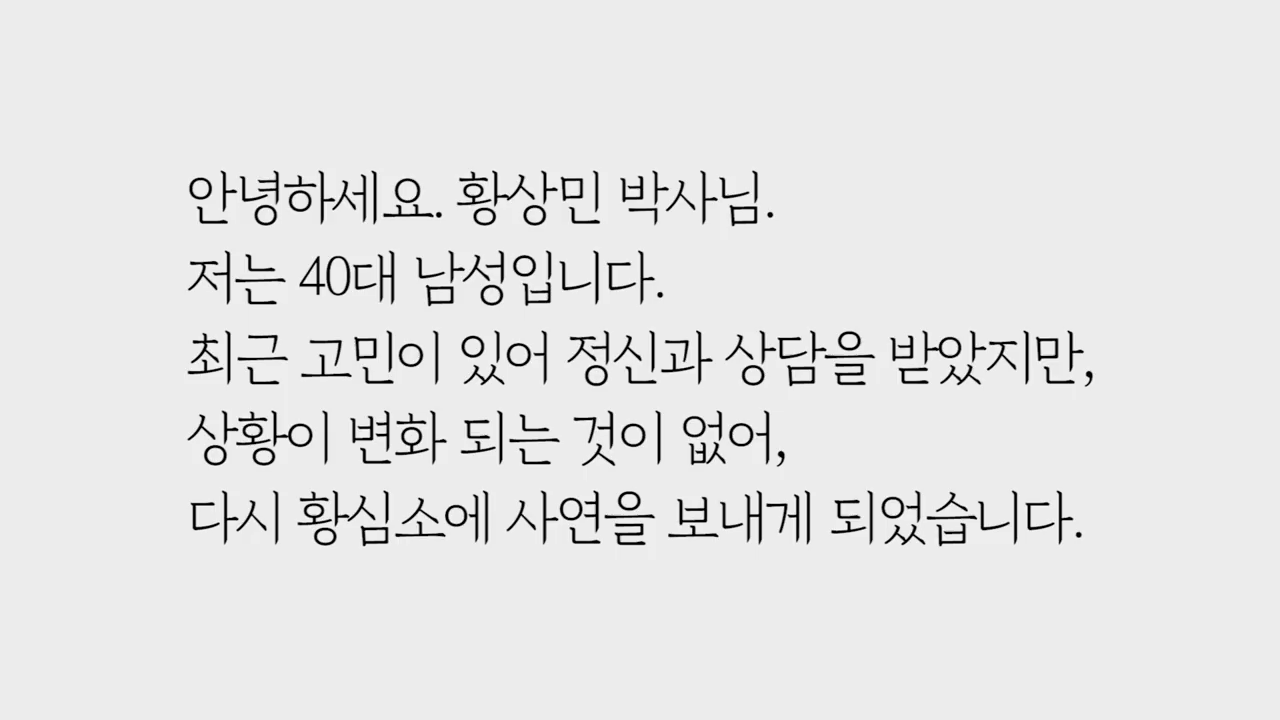 안녕하세요. 황상민 박사님.
저는 40대 남성입니다.
최근 고민이 있어 정신과 상담을 받았지만,
상황이 변화 되는 것이 없어,
다시 황심소에 사연을 보내게 되었습니다.